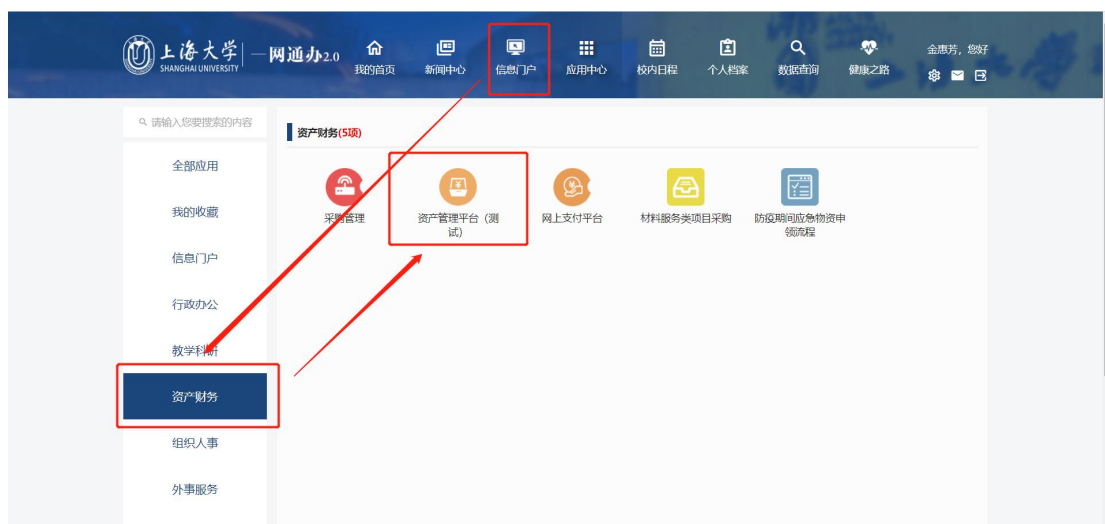 上海大学 一网通办2.0
SHANGHAI UNIVERSITY
我的首页 新闻中心 信息门户 应用中心 校内日程 个人档案 数据查询 健康之路
金惠芳，您好
请输入您要搜索的内容
全部应用
我的收藏
信息门户
行政办公
教学科研
资产财务
组织人事
外事服务
资产财务(5项)
采购管理
资产管理平台（测
试）
网上支付平台
材料服务类项目采购
防疫期间应急物资申
领流程